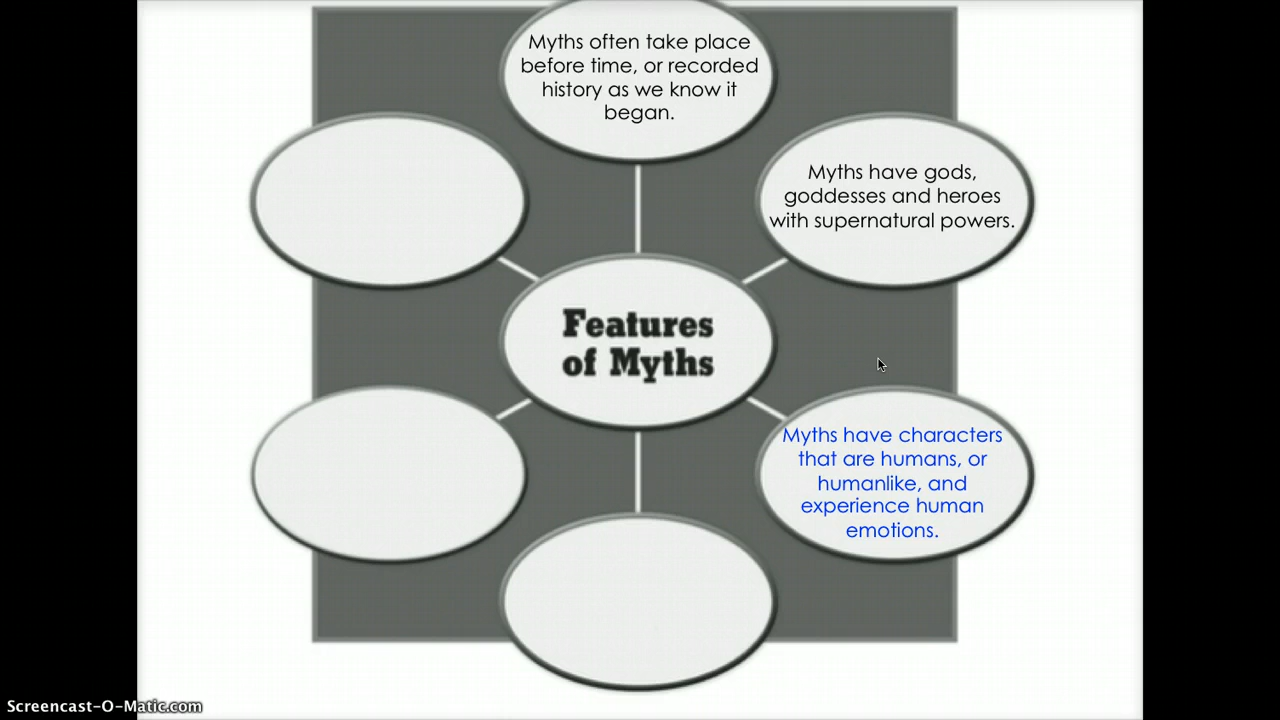 Myths often take place
before time, or recorded
history as we know it
began.
Myths have gods,
goddesses and heroes
with supernatural powers.
Features
of Myths
Myths have characters
that are humans, or
humanlike, and
experience human
emotions.
Screencast-O-Matic.com